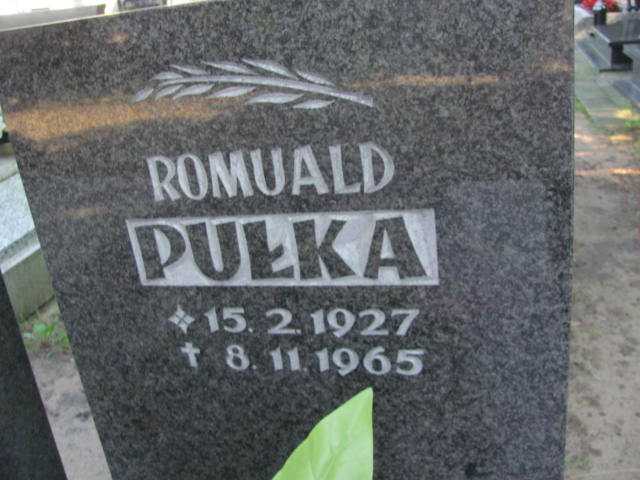 ROMUALD
PUŁKA
15. 2. 1927
† 8. 11. 1965